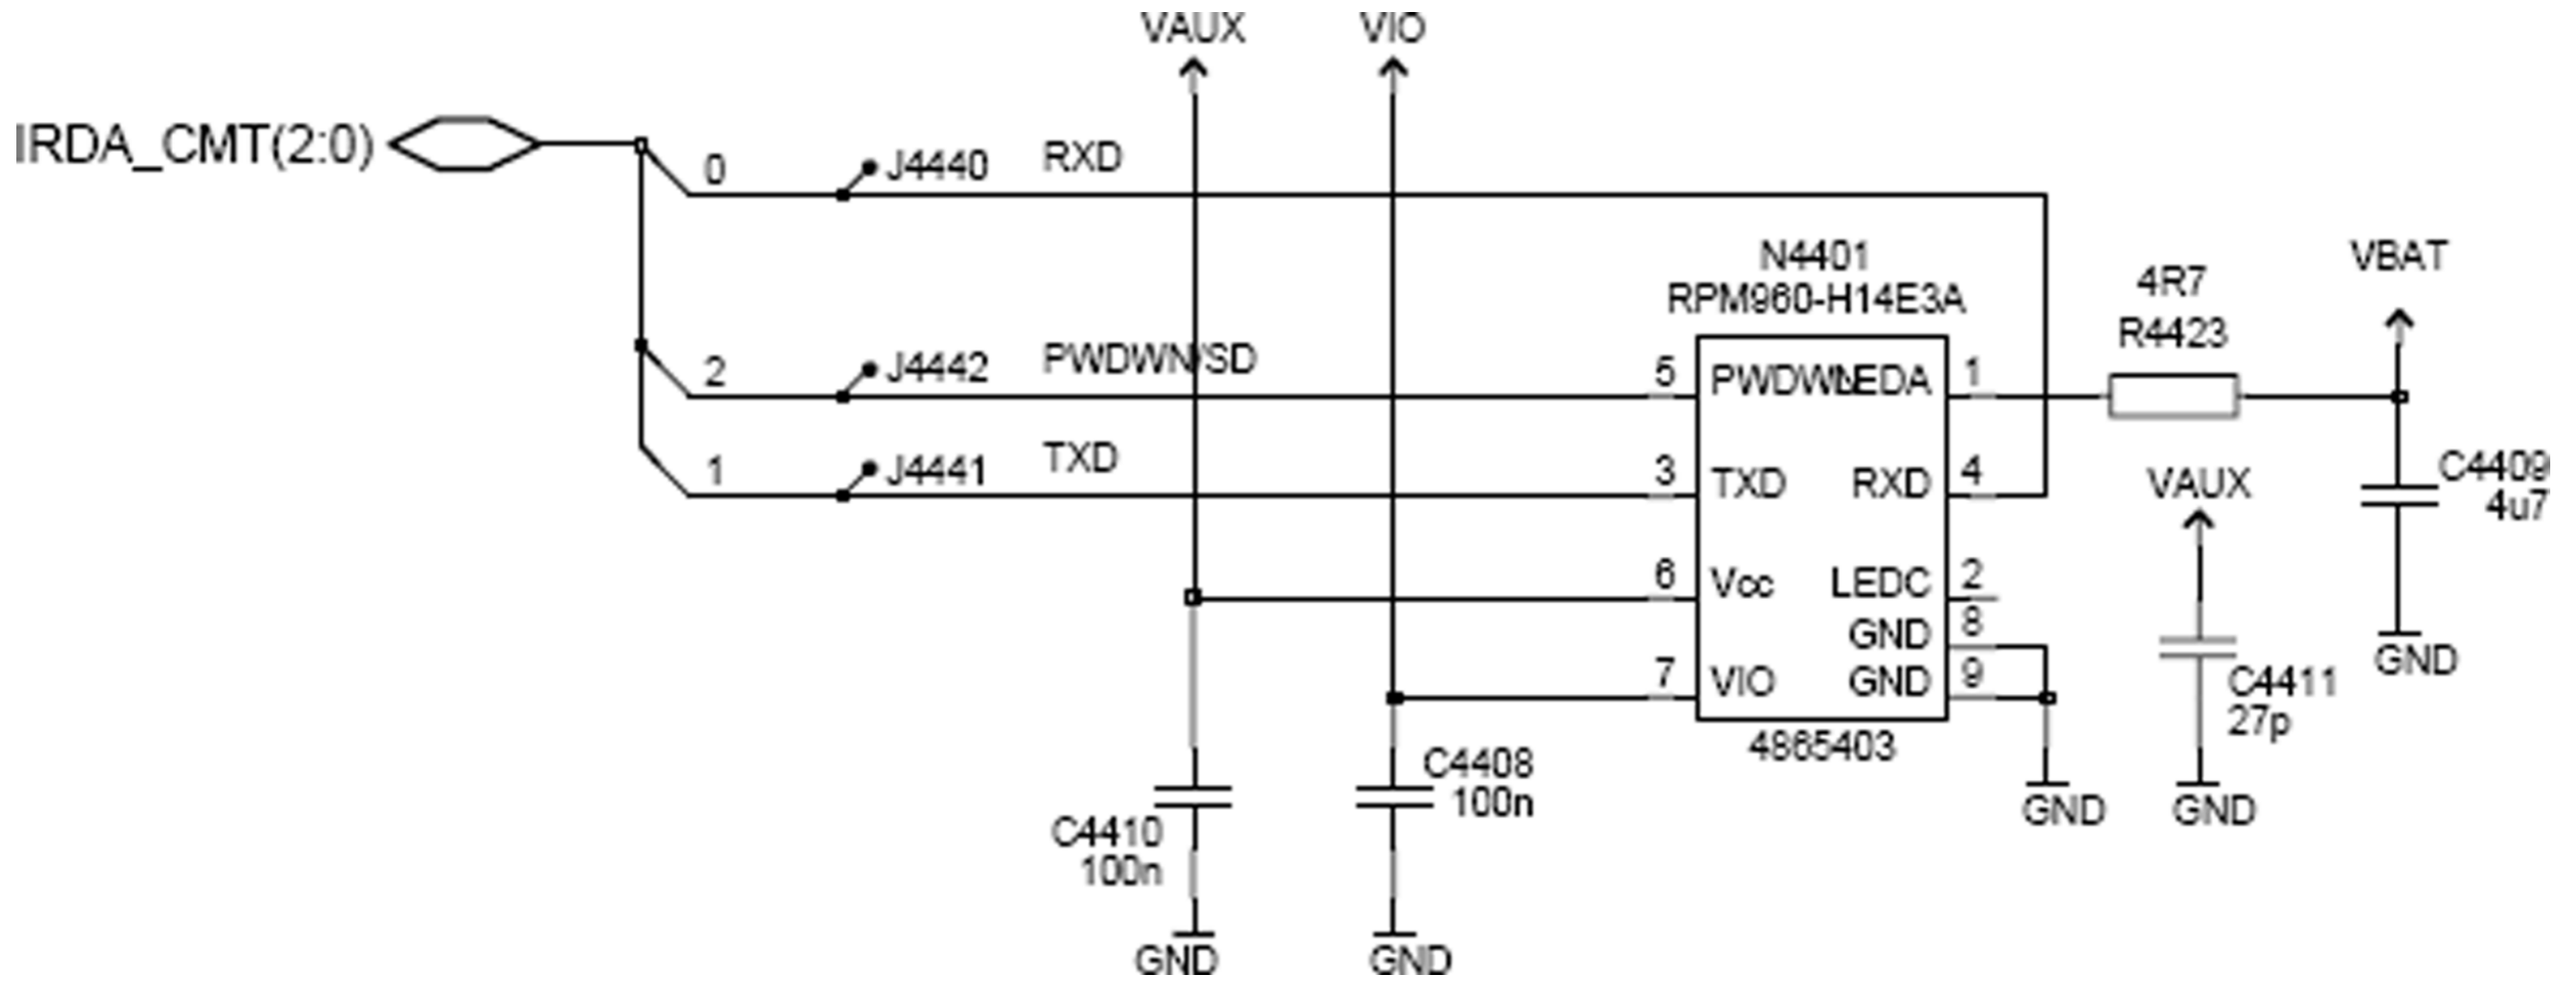 VAUX
VIO
IRDA_CMT(2:0)
0
J4440
RXD
2
J4442
PWDWN/SD
1
J4441
TXD
N4401
RPM960-H14E3A
5
PWDWN
LEDA
1
3
TXD
RXD
4
6
Vcc
LEDC
2
GND
8
7
VIO
GND
9
4865403
4R7
R4423
VBAT
C4409
4u7
GND
VAUX
C4411
27p
GND
GND
C4408
100n
GND
C4410
100n
GND